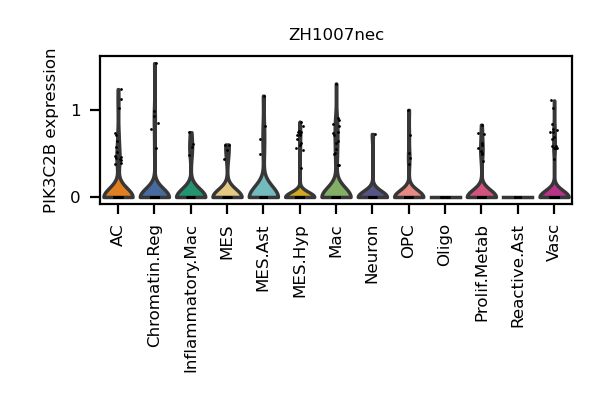 ZH1007nec
PIK3C2B expression
1
0
AC
Chromatin.Reg
Inflammatory.Mac
MES
MES.Ast
MES.Hyp
Mac
Neuron
OPC
Oligo
Prolif.Metab
Reactive.Ast
Vasc